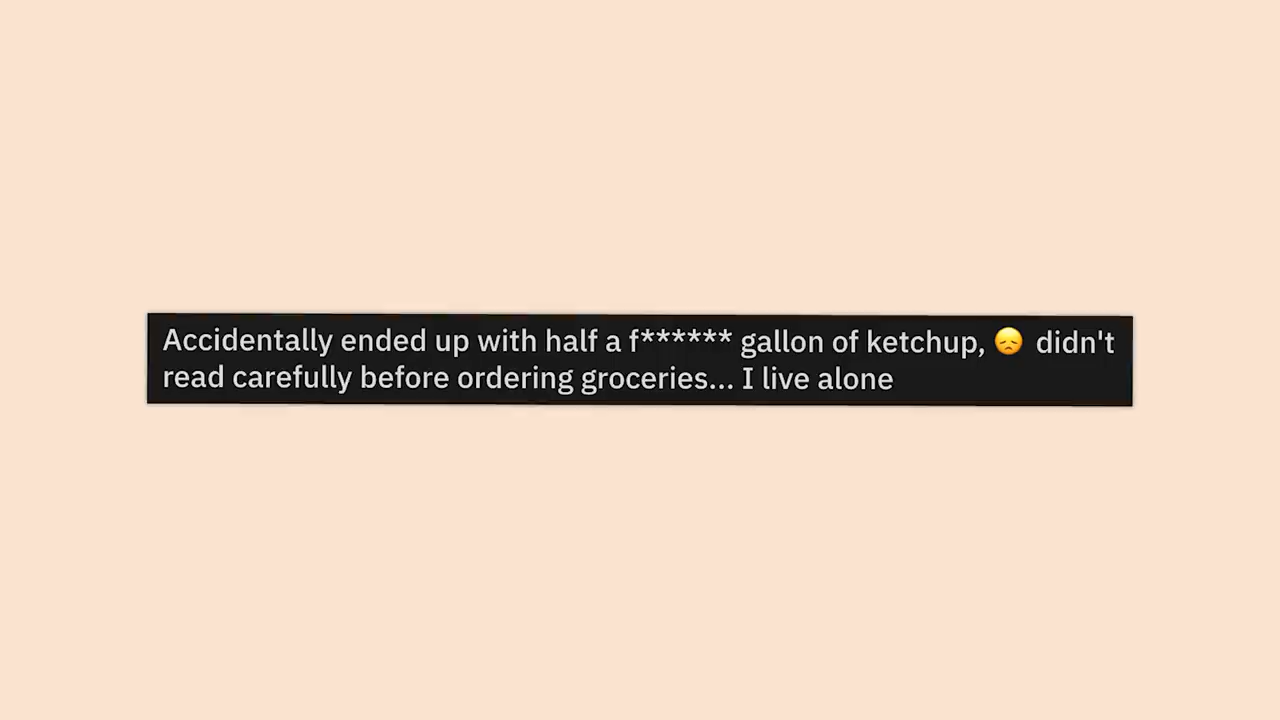 Accidentally ended up with half a f****** gallon of ketchup, 😞 didn't
read carefully before ordering groceries... I live alone